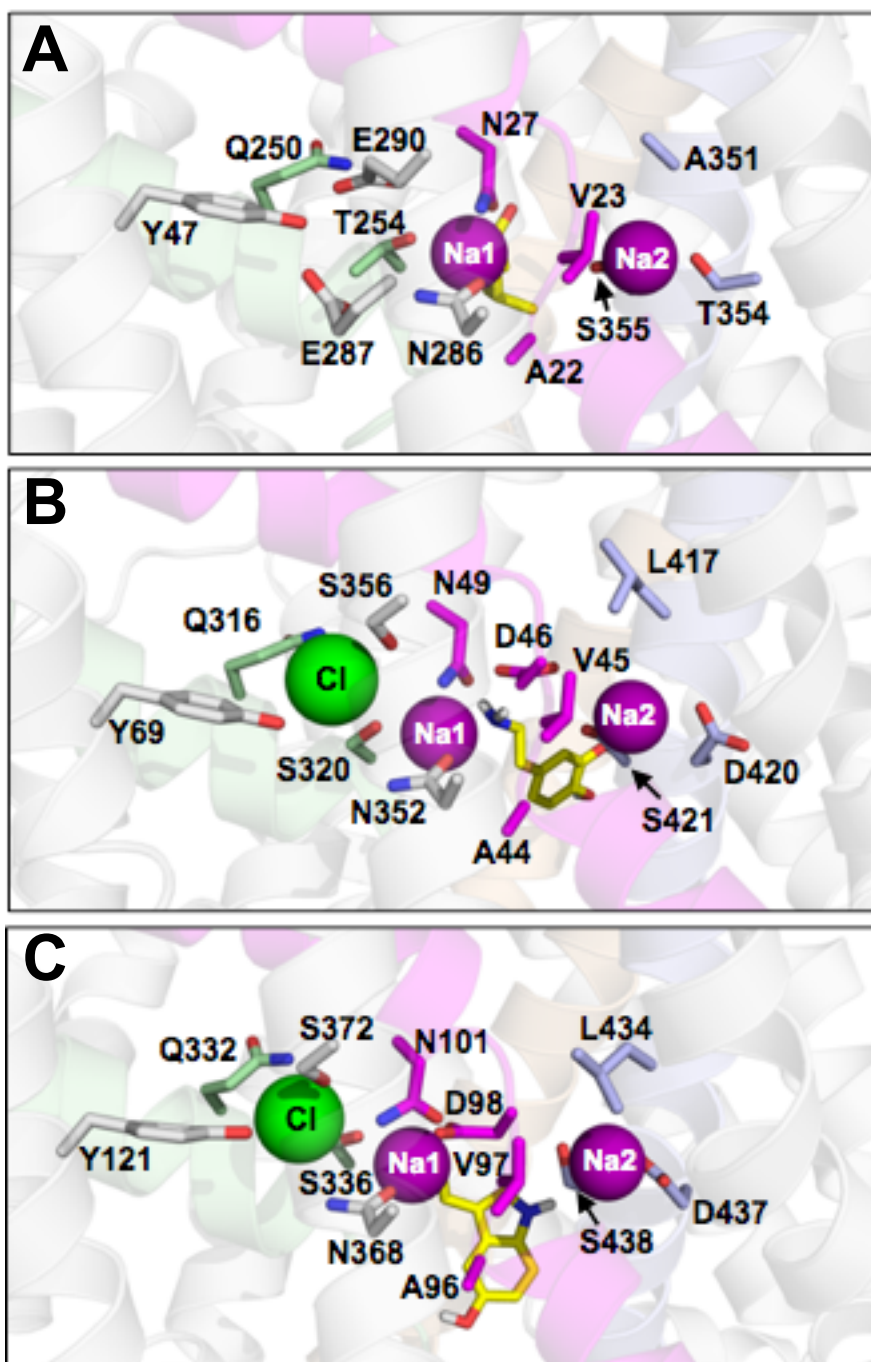 A
N27
E290
Q250
A351
V23
T254
Y47
Na1
Na2
T354
S355
E287
N286
A22
B
L417
S356
N49
Q316
D46
V45
Cl
Na2
Y69
Na1
S320
D420
N352
S421
A44
C
S372
L434
N101
Q332
D98
Cl
Y121
Na1
V97
Na2
S336
D437
N368
S438
A96